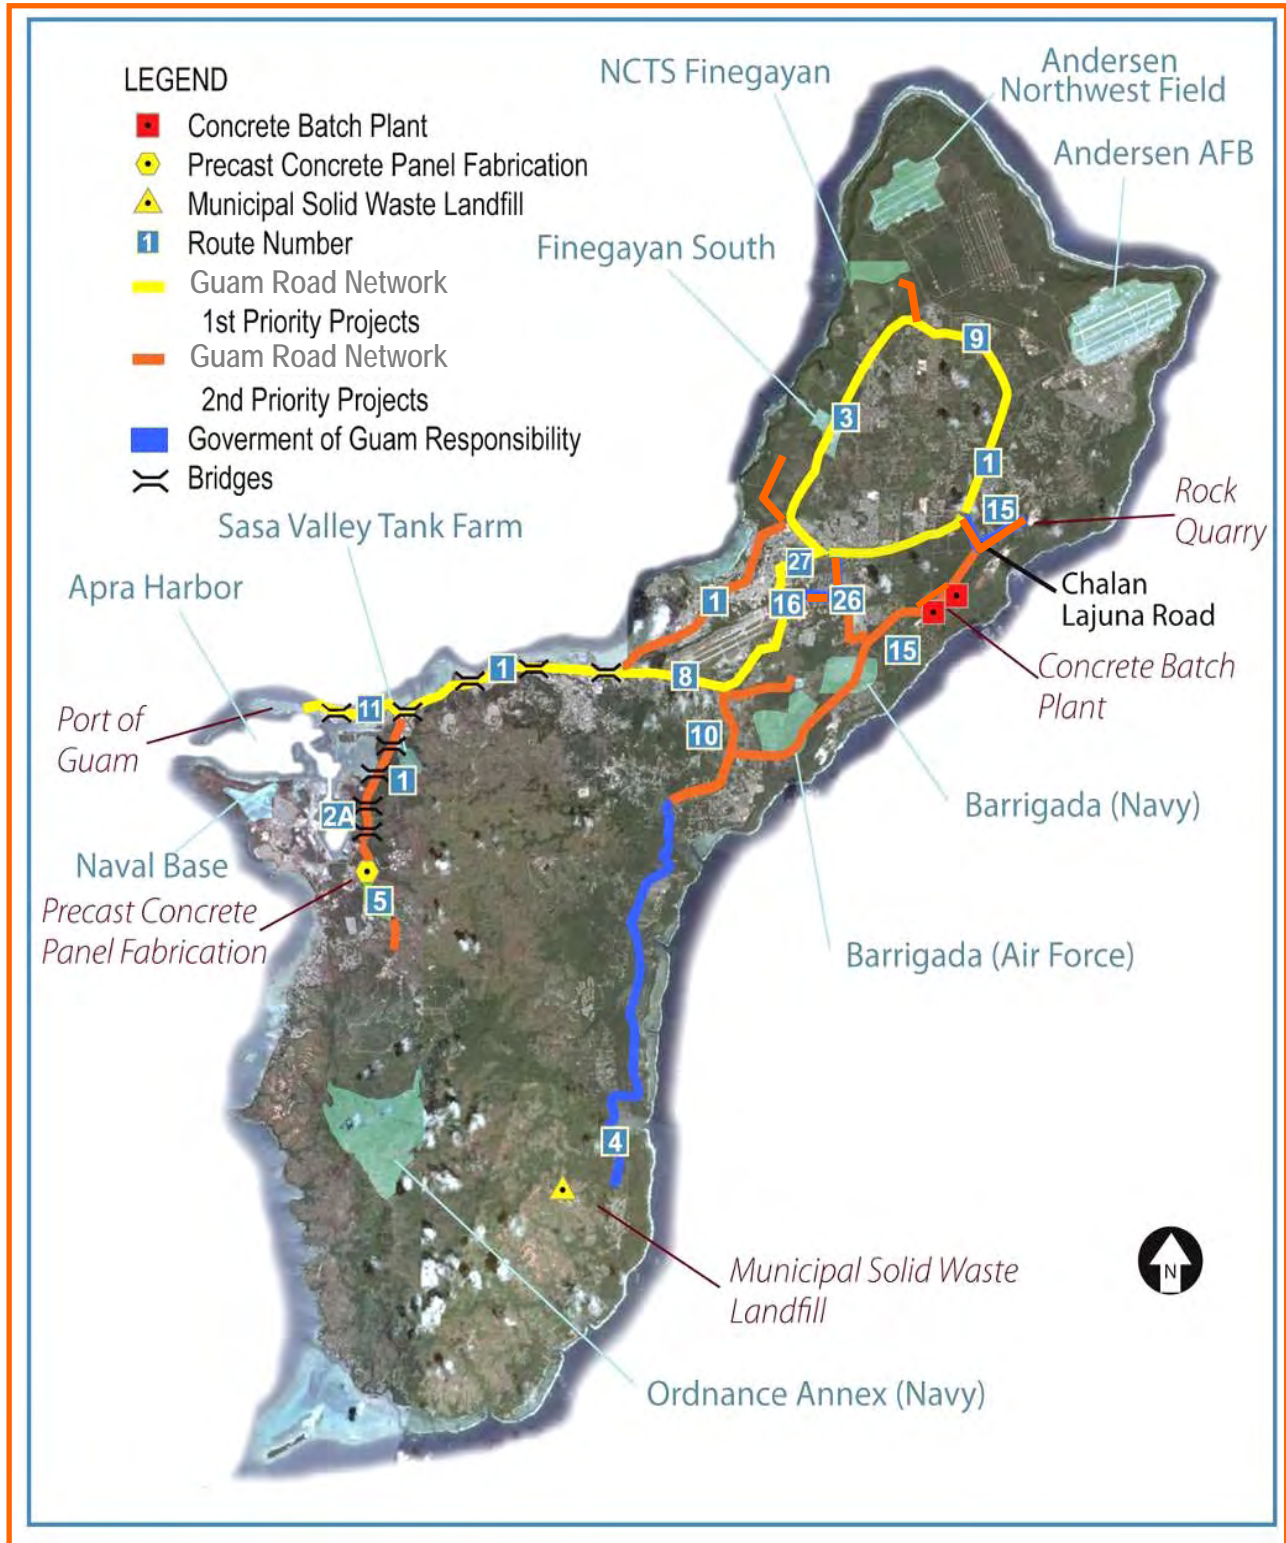 LEGEND
Concrete Batch Plant
Precast Concrete Panel Fabrication
Municipal Solid Waste Landfill
1 Route Number
Guam Road Network
1st Priority Projects
Guam Road Network
2nd Priority Projects
Goverment of Guam Responsibility
Bridges
NCTS Finegayan
Andersen
Northwest Field
Andersen AFB
Finegayan South
9
3
1
15
Rock
Quarry
Sasa Valley Tank Farm
Apra Harbor
27
16
26
1
Chalan
Lajuna Road
15
Concrete Batch
Plant
1
8
11
Port of
Guam
10
1
2A
Barrigada (Navy)
Naval Base
5
Precast Concrete
Panel Fabrication
Barrigada (Air Force)
4
Municipal Solid Waste
Landfill
N
Ordnance Annex (Navy)